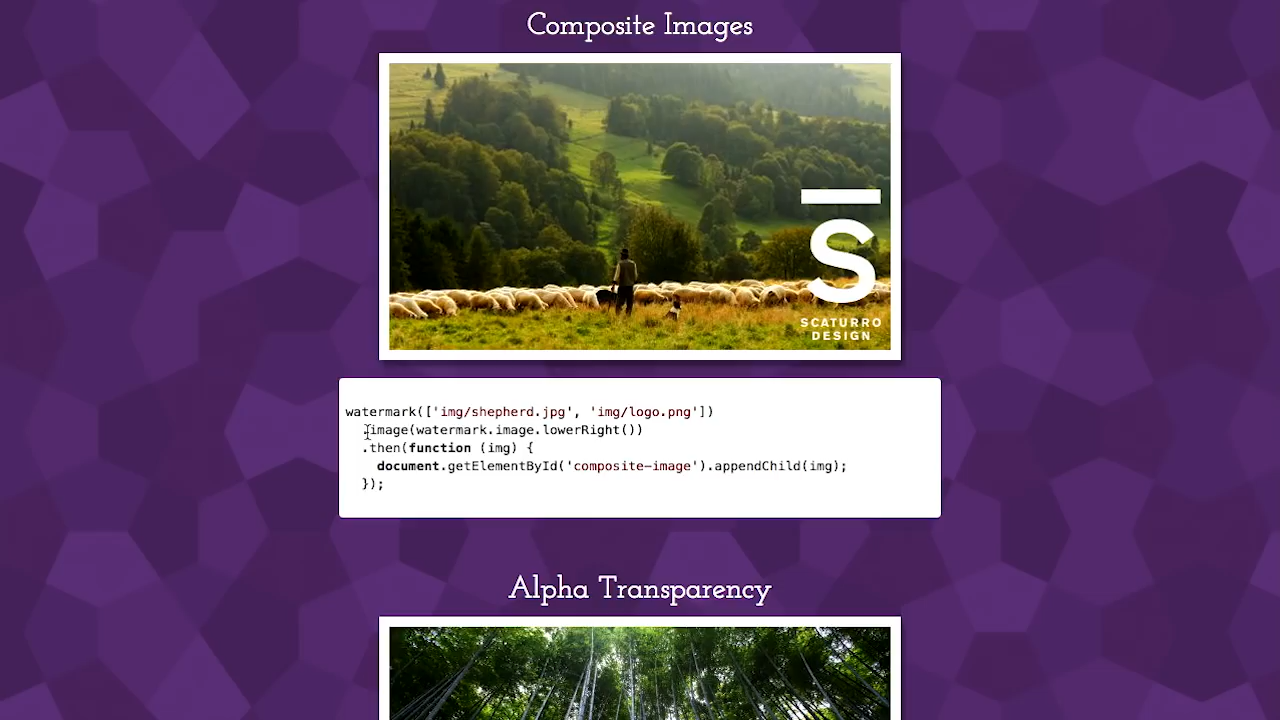 Composite Images
SCATURRO
DESIGN
watermark(['img/shepherd.jpg', 'img/logo.png'])
.image(watermark.image.lowerRight())
.then(function (img) {
document.getElementById('composite-image').appendChild(img);
});
Alpha Transparency